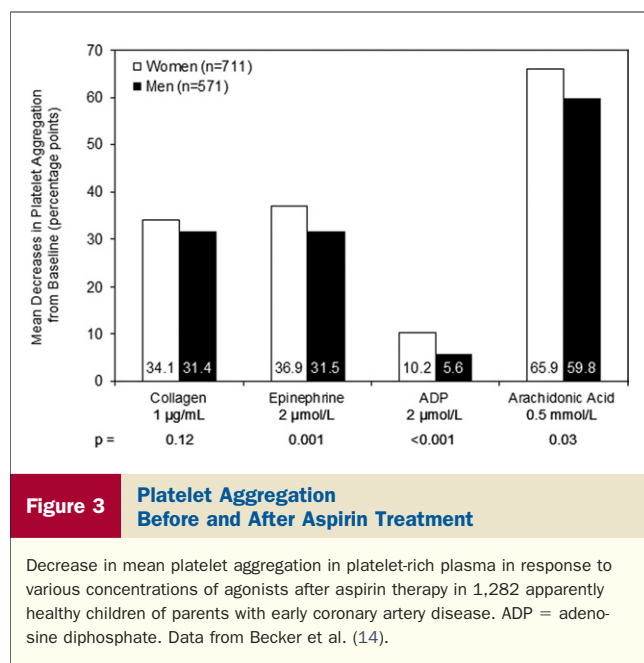 70
60
50
40
30
20
10
0
Mean Decreases in Platelet Aggregation
from Baseline (percentage points)
Women (n=711)
Men (n=571)
34.1 31.4 36.9 31.5 10.2 5.6 65.9 59.8
Collagen Epinephrine ADP Arachidonic Acid
1 µg/mL 2 µmol/L 2 µmol/L 0.5 mmol/L
p = 0.12 0.001 <0.001 0.03
Figure 3
Platelet Aggregation
Before and After Aspirin Treatment
Decrease in mean platelet aggregation in platelet-rich plasma in response to
various concentrations of agonists after aspirin therapy in 1,282 apparently
healthy children of parents with early coronary artery disease. ADP = adeno-
sine diphosphate. Data from Becker et al. (14).